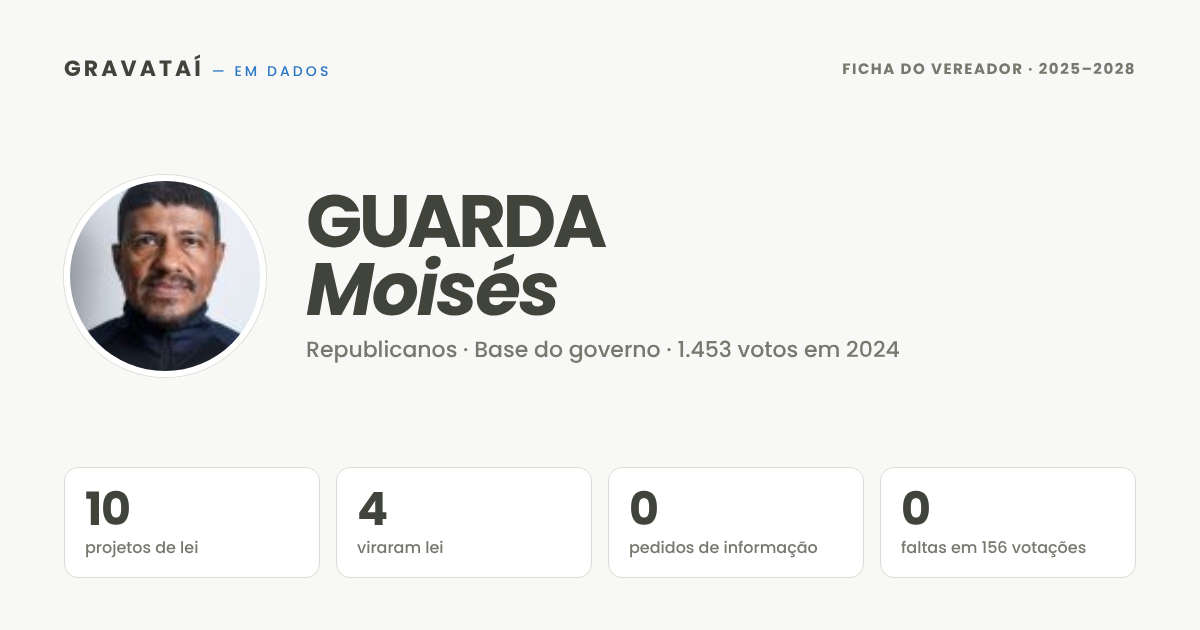 GRAVATAÍ — EM DADOS
FICHA DO VEREADOR · 2025–2028
GUARDA
Moisés
Republicanos · Base do governo · 1.453 votos em 2024
10
projetos de lei
4
viraram lei
0
pedidos de informação
0
faltas em 156 votações